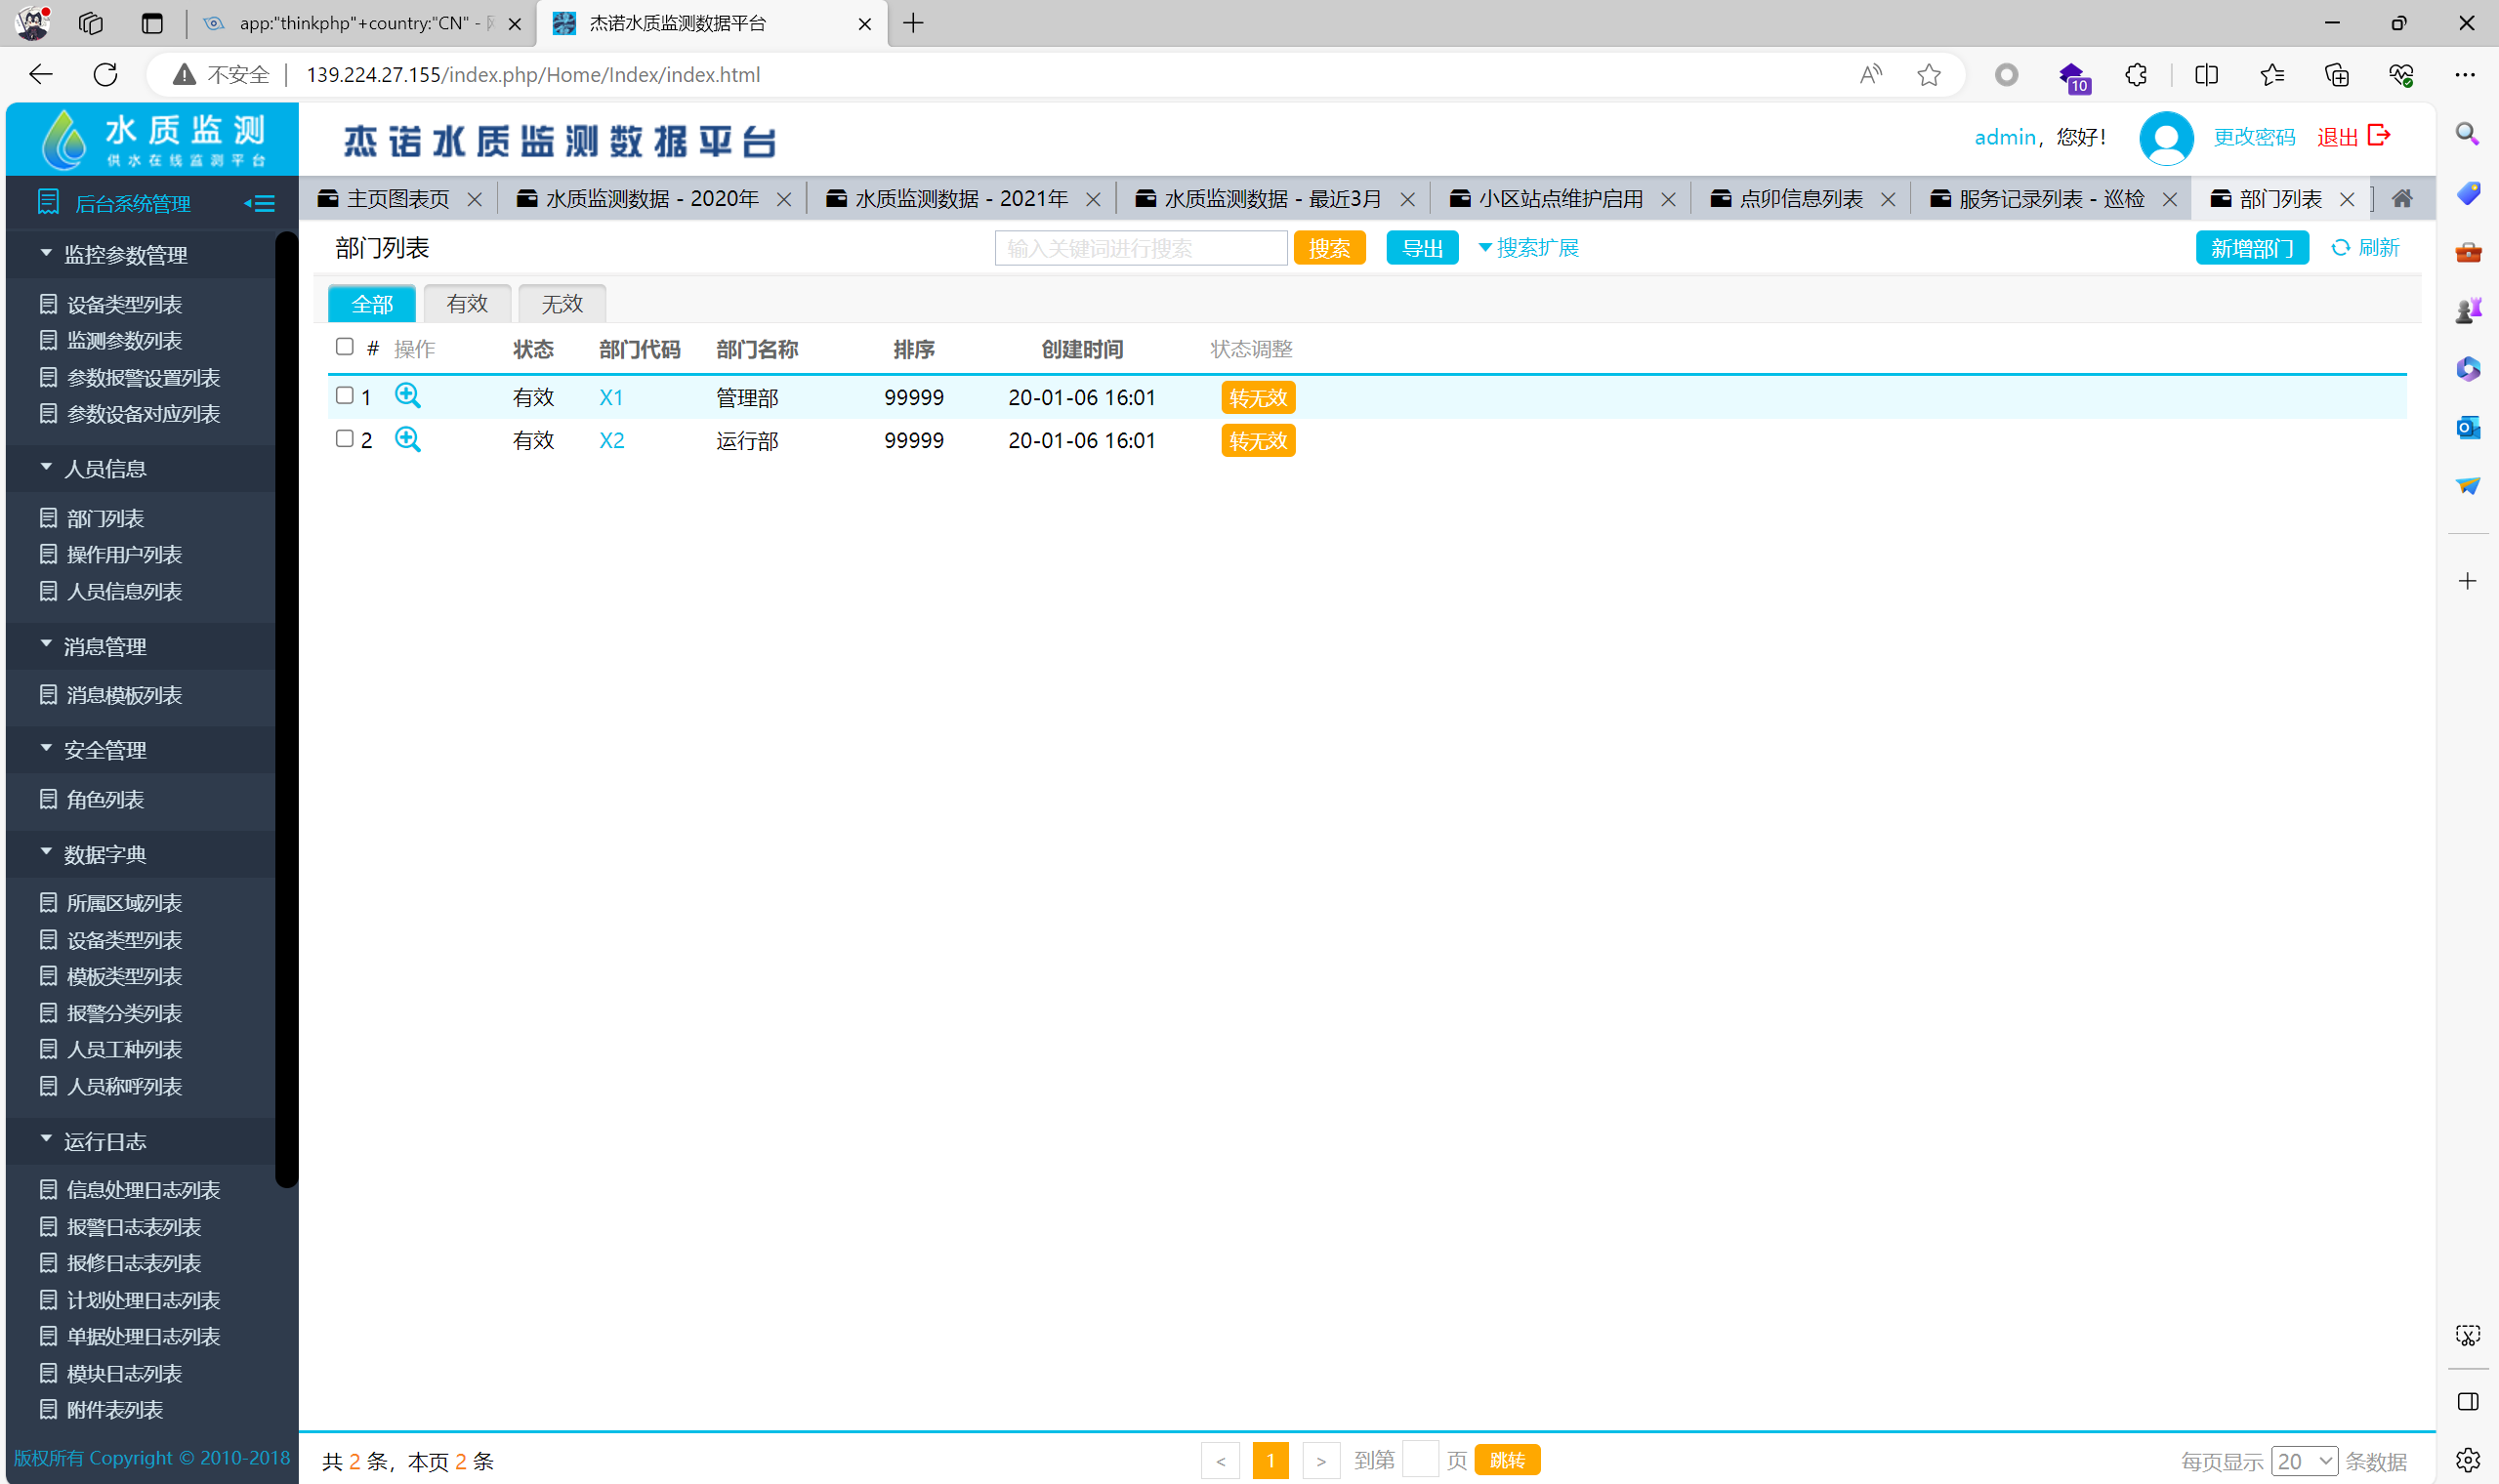 app:"thinkphp"+country:"CN" -
杰诺水质监测数据平台
不安全
139.224.27.155/index.php/Home/Index/index.html
10
水质监测
供水在线监测平台
杰诺水质监测数据平台
admin，您好！
更改密码
退出
后台系统管理
主页图表页
水质监测数据 - 2020年
水质监测数据 - 2021年
水质监测数据 - 最近3月
小区站点维护启用
点卯信息列表
服务记录列表 - 巡检
部门列表
监控参数管理
设备类型列表
监测参数列表
参数报警设置列表
参数设备对应列表
人员信息
部门列表
操作用户列表
人员信息列表
消息管理
消息模板列表
安全管理
角色列表
数据字典
所属区域列表
设备类型列表
模板类型列表
报警分类列表
人员工种列表
人员称呼列表
运行日志
信息处理日志列表
报警日志表列表
报修日志表列表
计划处理日志列表
单据处理日志列表
模块日志列表
附件表列表
版权所有 Copyright © 2010-2018
部门列表
输入关键词进行搜索
搜索
导出
搜索扩展
新增部门
刷新
全部 有效 无效
# 操作 状态 部门代码 部门名称 排序 创建时间 状态调整
1 有效 X1 管理部 99999 20-01-06 16:01 转无效
2 有效 X2 运行部 99999 20-01-06 16:01 转无效
共 2 条，本页 2 条
< 1 > 到第 页 跳转
每页显示 20 条数据